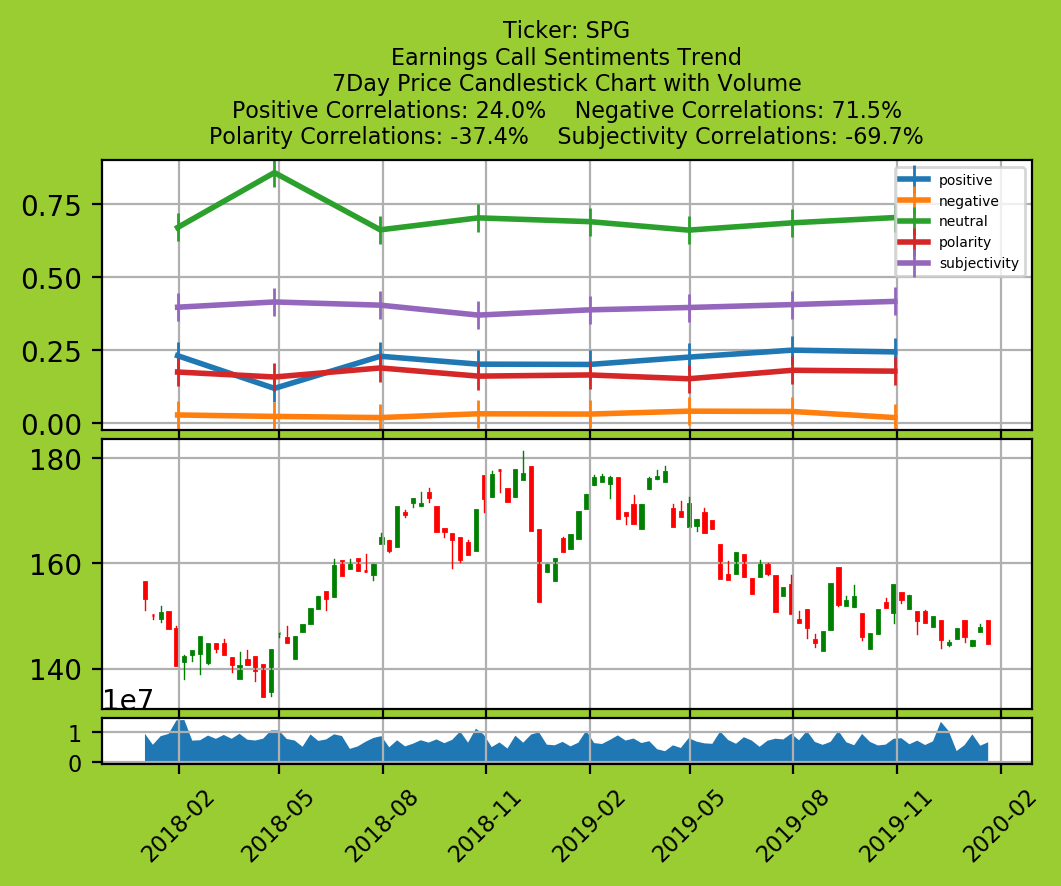 Ticker: SPG
Earnings Call Sentiments Trend
7Day Price Candlestick Chart with Volume
Positive Correlations: 24.0%    Negative Correlations: 71.5%
Polarity Correlations: -37.4%    Subjectivity Correlations: -69.7%
positive
negative
neutral
polarity
subjectivity
0.75
0.50
0.25
0.00
180
160
140
1e7
1
0
2018-02
2018-05
2018-08
2018-11
2019-02
2019-05
2019-08
2019-11
2020-02